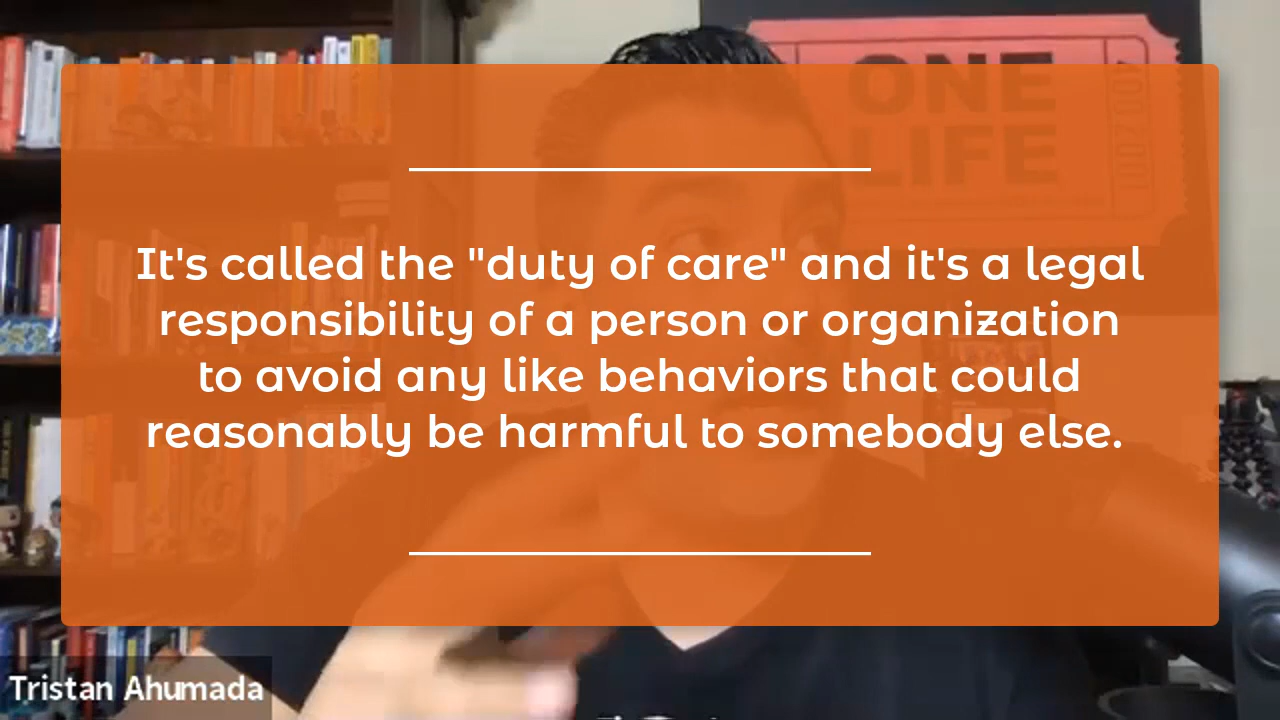 ONE
LIFE
It's called the "duty of care" and it's a legal
responsibility of a person or organization
to avoid any like behaviors that could
reasonably be harmful to somebody else.
Tristan Ahumada